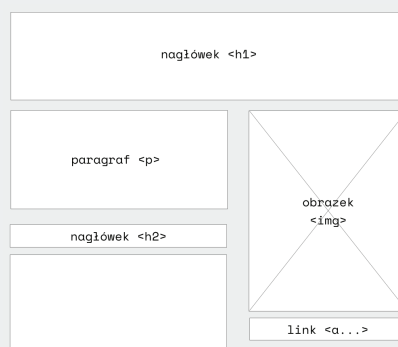 nagłówek <h1>
paragraf <p>
nagłówek <h2>
obrazek
<img>
link <a...>